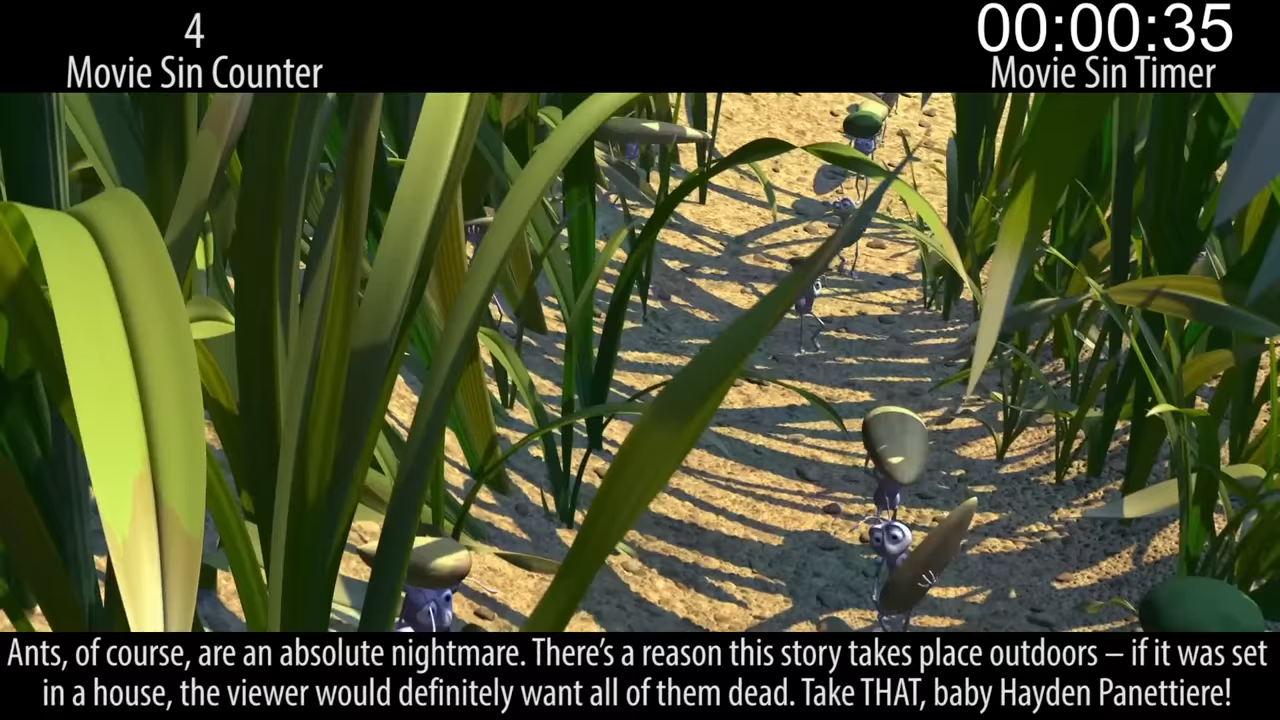 4
Movie Sin Counter
00:00:35
Movie Sin Timer
Ants, of course, are an absolute nightmare. There’s a reason this story takes place outdoors – if it was set
in a house, the viewer would definitely want all of them dead. Take THAT, baby Hayden Panettiere!